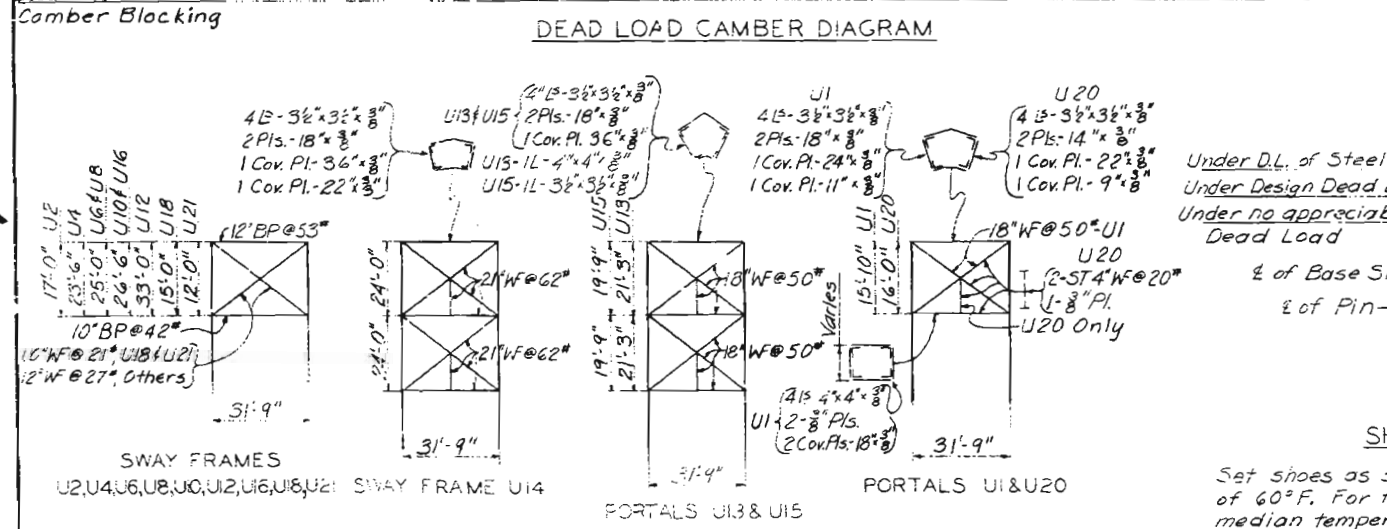 Camber Blocking
DEAD LOAD CAMBER DIAGRAM
4 Ls-3½"x3½"x⅜"
2Pls.-18"x⅜"
1 Cov. Pl.-36"x⅜"
1 Cov. Pl.-22"x⅜"
U13&U15
4 Ls-3½"x3½"x⅜"
2Pls.-18"x⅜"
1 Cov. Pl. 36"x⅜"
U13-1L-4"x4"
U15-1L-3½"x3½"
U1
4 Ls-3½"x3½"x⅜"
2Pls.-18"x⅜"
1 Cov. Pl.-24"x⅜"
1 Cov. Pl.-11"x⅜"
U20
4 Ls-3½"x3½"x⅜"
2Pls.-14"x⅜"
1 Cov. Pl.-22"x⅜"
1 Cov. Pl.-9"x⅜"
Under D.L. of Steel
Under Design Dead
Under no appreciab
Dead Load
℄ of Base S
℄ of Pin-
17'-0" U2
23'-6" U4
25'-0" U6&U8
26'-6" U10&U16
33'-0" U12
15'-0" U18
12'-0" U21
12"BP@53#
10"BP@42#
WF@21#, U18&U21
12"WF@27#, Others
31'-9"
SWAY FRAMES
U2,U4,U6,U8,U10,U12,U16,U18,U21
24'-0"
24'-0"
21"WF@62#
21"WF@62#
31'-9"
SWAY FRAME U14
19'-9" U15
21'-3" U13
19'-9"
21'-3"
18"WF@50#
18"WF@50#
31'-9"
PORTALS U13 & U15
15'-10" U1
16'-0" U20
18"WF@50#-U1
U20
2-ST4"WF@20#
1-⅜"Pl.
U20 Only
Varies
U1
4 Ls 4"x4"x⅜"
2-⅜"Pls.
2Cov.Pls-18"x⅜"
31'-9"
PORTALS U1&U20
SH
Set shoes as s
of 60°F. For t
median temper